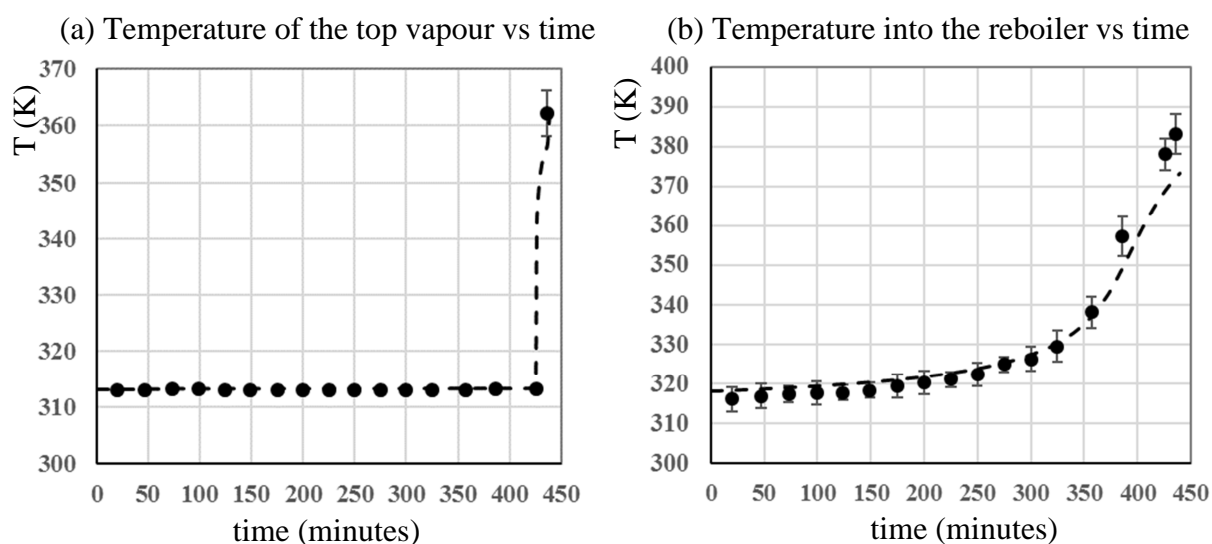 (a) Temperature of the top vapour vs time
T (K)
370
360
350
340
330
320
310
300
0 50 100 150 200 250 300 350 400 450
time (minutes)
(b) Temperature into the reboiler vs time
T (K)
400
390
380
370
360
350
340
330
320
310
300
0 50 100 150 200 250 300 350 400 450
time (minutes)